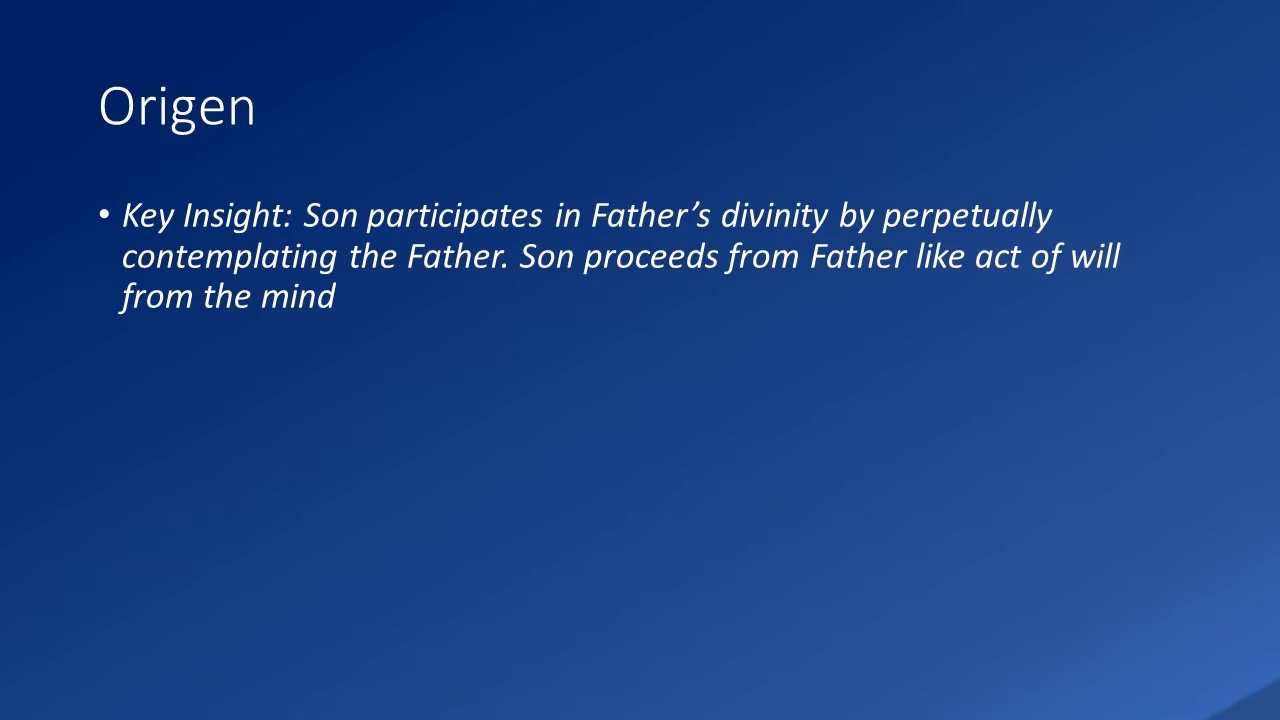 Origen
• Key Insight: Son participates in Father’s divinity by perpetually
contemplating the Father. Son proceeds from Father like act of will
from the mind